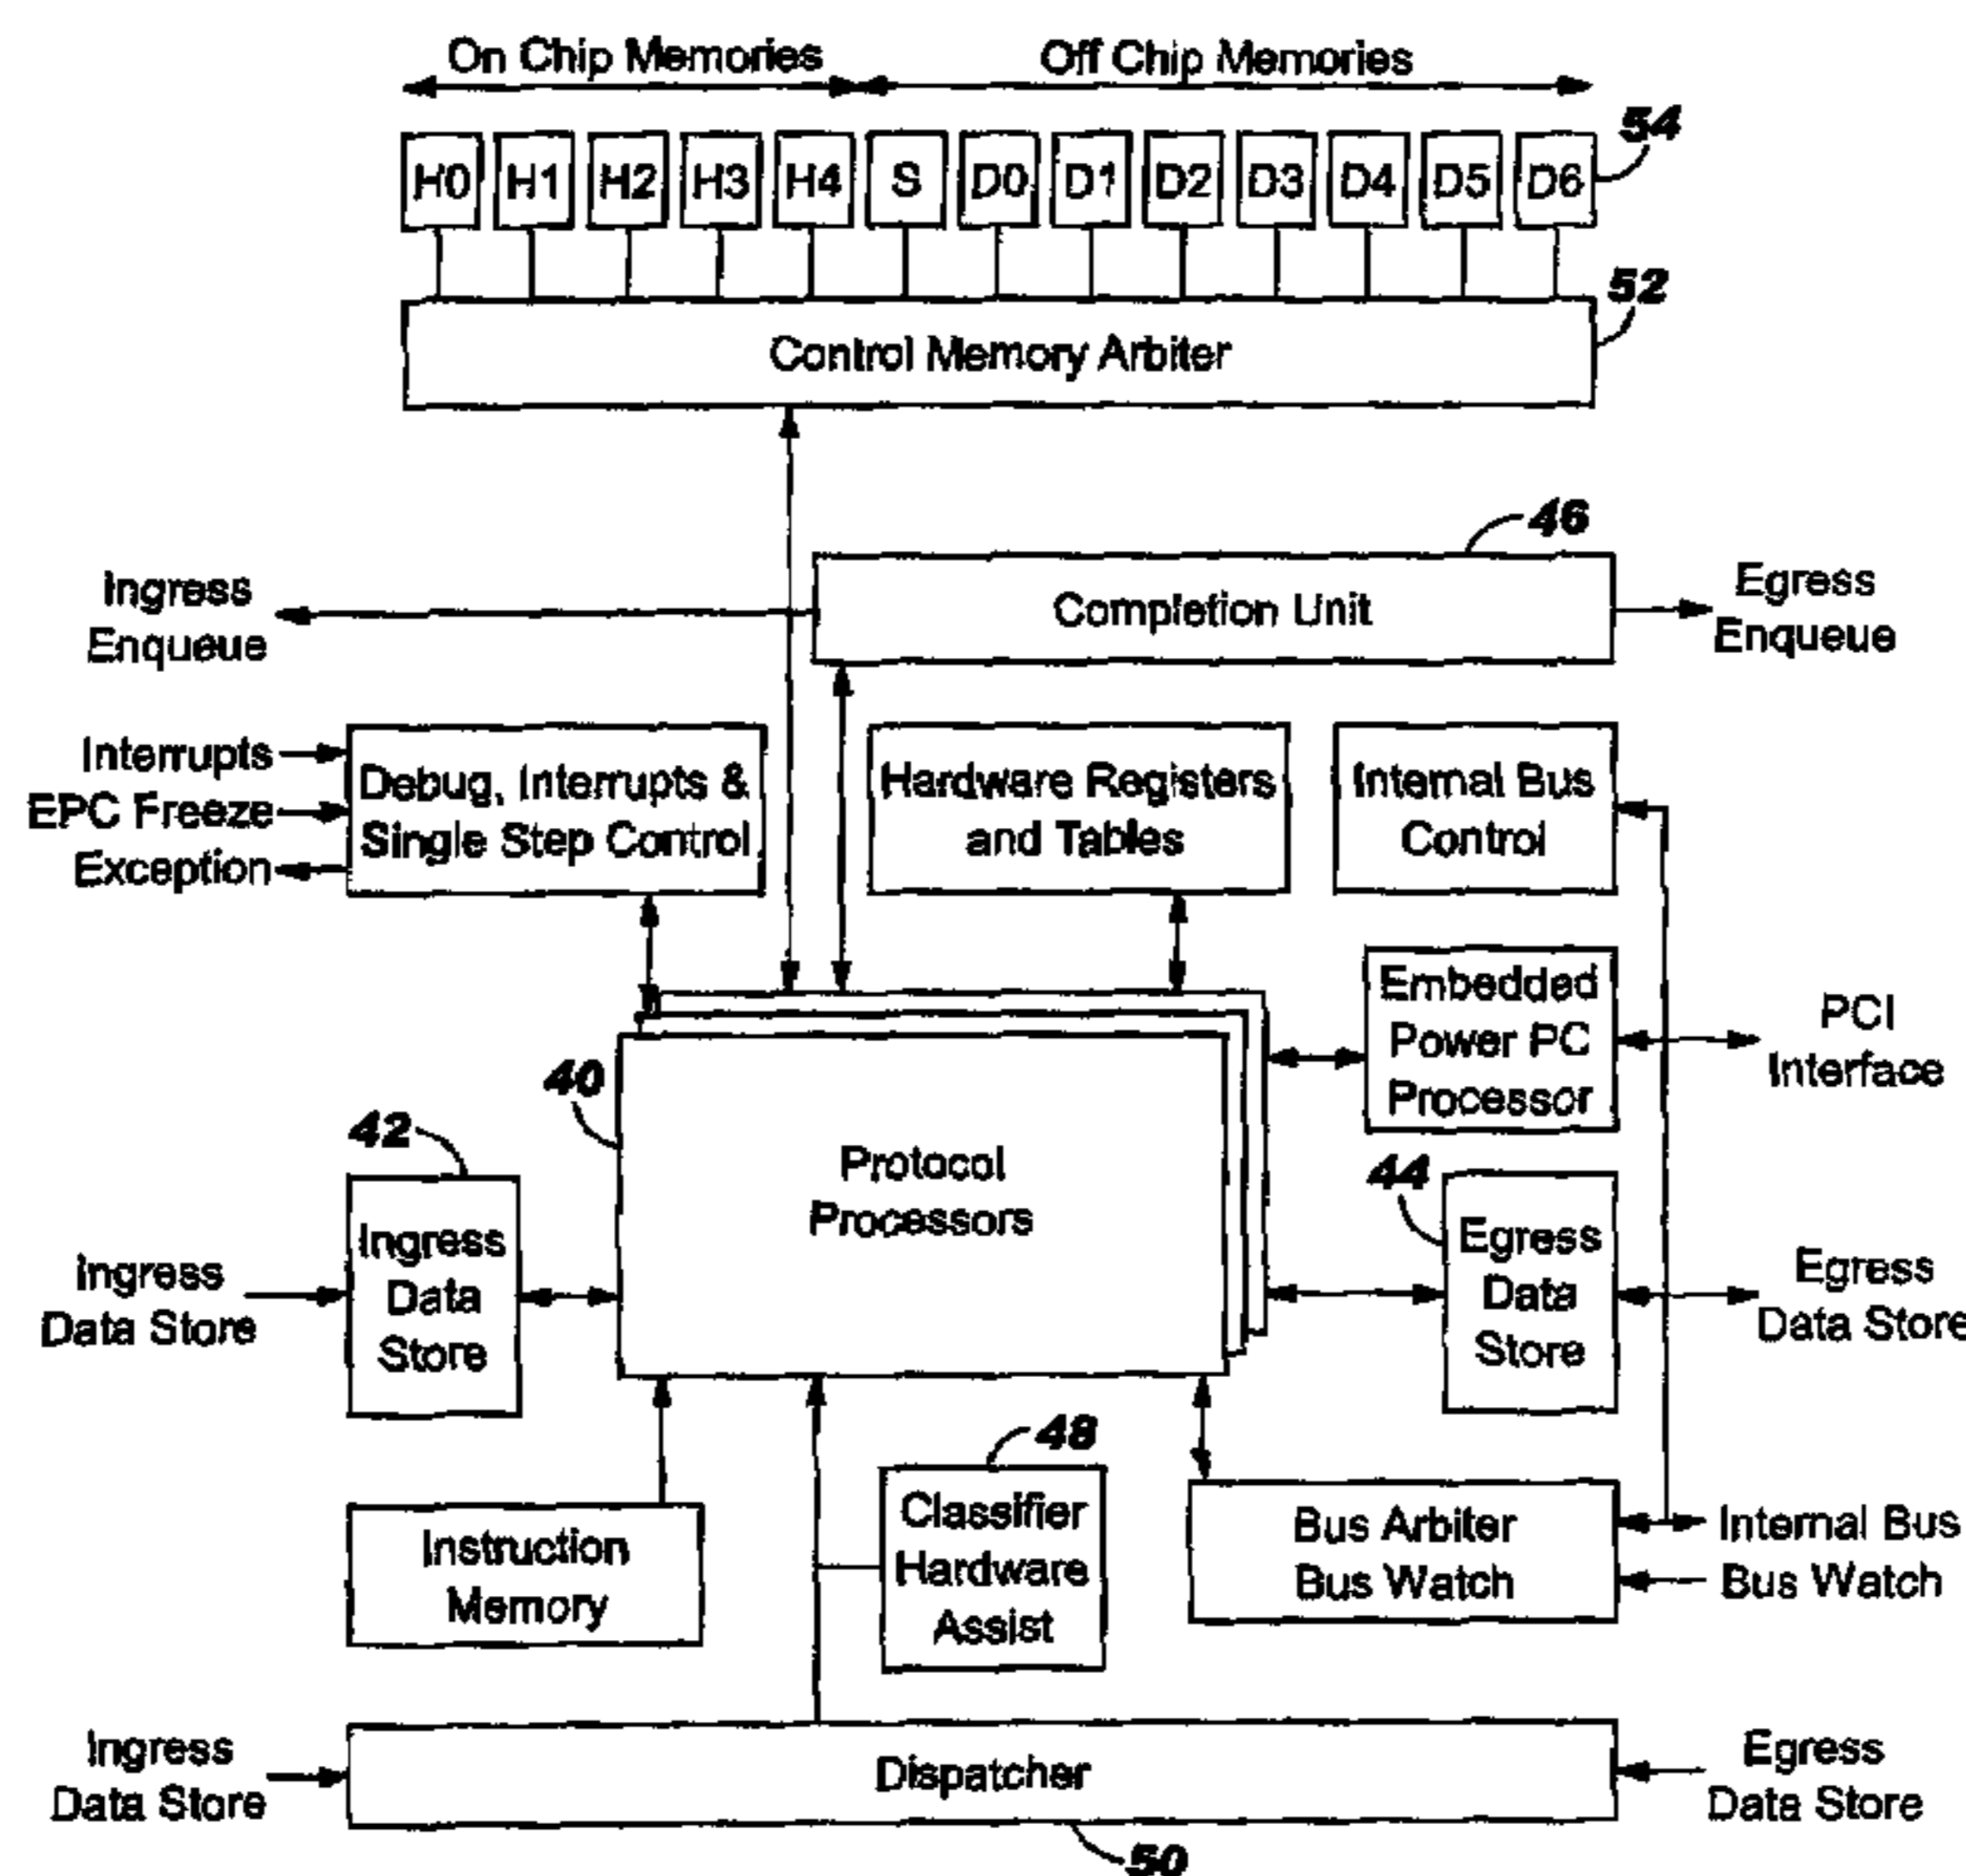 On Chip Memories
Off Chip Memories
54
H0 H1 H2 H3 H4 S D0 D1 D2 D3 D4 D5 D6
52
Control Memory Arbiter
46
Ingress
Enqueue
Completion Unit
Egress
Enqueue
Interrupts
EPC Freeze
Exception
Debug, Interrupts &
Single Step Control
Hardware Registers
and Tables
Internal Bus
Control
Embedded
Power PC
Processor
PCI
Interface
40
42
Protocol
Processors
44
Ingress
Data Store
Ingress
Data
Store
Egress
Data
Store
Egress
Data Store
48
Instruction
Memory
Classifier
Hardware
Assist
Bus Arbiter
Bus Watch
Internal Bus
Bus Watch
Ingress
Data Store
Dispatcher
Egress
Data Store
50